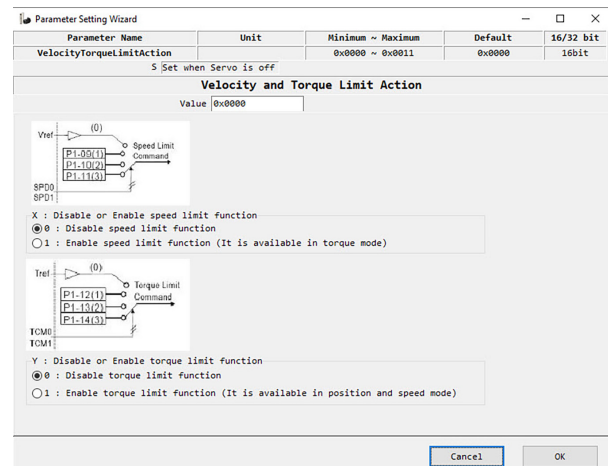 Parameter Setting Wizard
Parameter Name Unit Minimum ~ Maximum Default 16/32 bit
VelocityTorqueLimitAction 0x0000 ~ 0x0011 0x0000 16bit
S Set when Servo is off
Velocity and Torque Limit Action
Value 0x0000
(0)
Vref
Speed Limit
Command
P1-09(1)
P1-10(2)
P1-11(3)
SPD0
SPD1
X : Disable or Enable speed limit function
0 : Disable speed limit function
1 : Enable speed limit function (It is available in torque mode)
(0)
Tref
Torque Limit
Command
P1-12(1)
P1-13(2)
P1-14(3)
TCM0
TCM1
Y : Disable or Enable torque limit function
0 : Disable torque limit function
1 : Enable torque limit function (It is available in position and speed mode)
Cancel OK